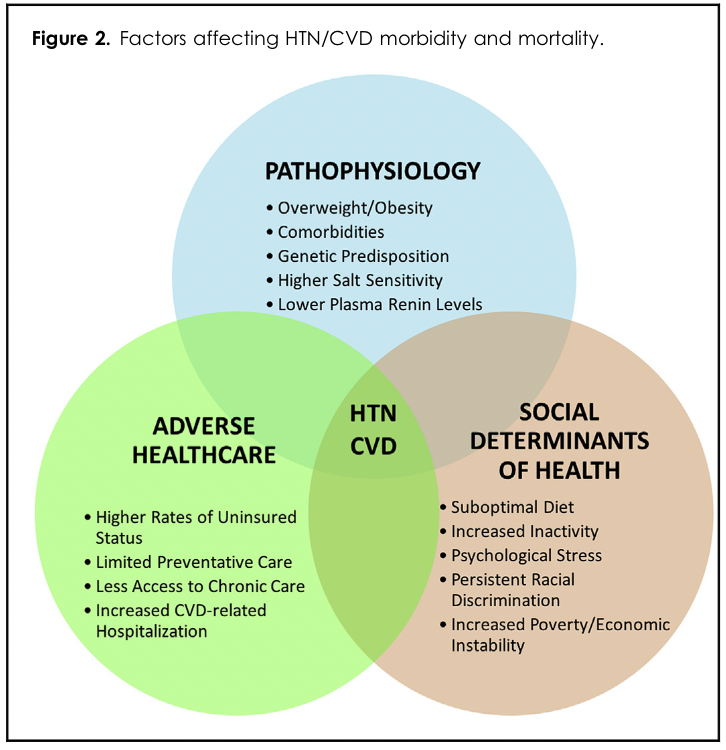 Figure 2. Factors affecting HTN/CVD morbidity and mortality.
PATHOPHYSIOLOGY
• Overweight/Obesity
• Comorbidities
• Genetic Predisposition
• Higher Salt Sensitivity
• Lower Plasma Renin Levels
HTN
CVD
ADVERSE
HEALTHCARE
• Higher Rates of Uninsured
Status
• Limited Preventative Care
• Less Access to Chronic Care
• Increased CVD-related
Hospitalization
SOCIAL
DETERMINANTS
OF HEALTH
• Suboptimal Diet
• Increased Inactivity
• Psychological Stress
• Persistent Racial
Discrimination
• Increased Poverty/Economic
Instability